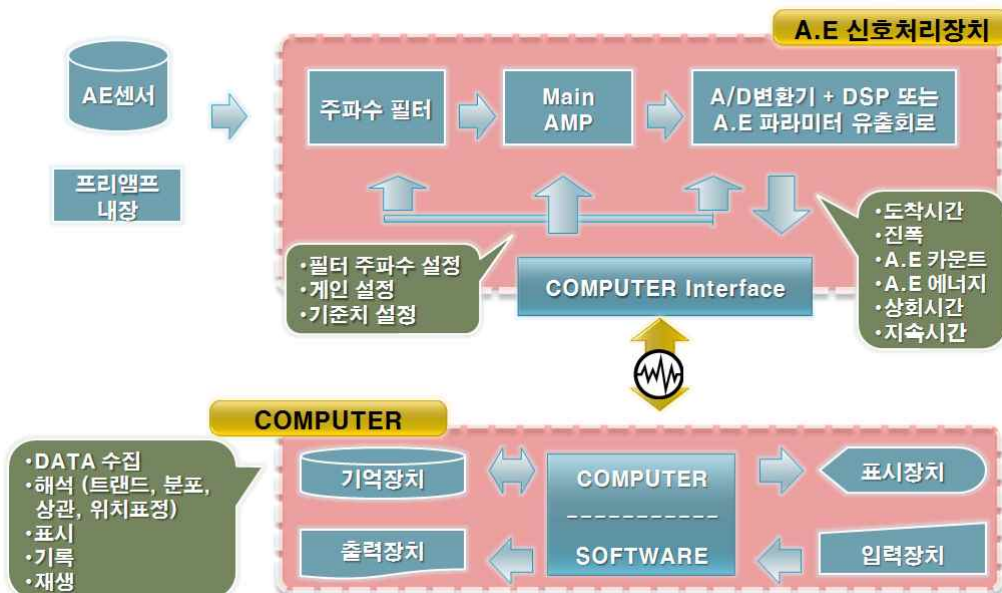 A.E 신호처리장치
AE센서
프리앰프
내장
주파수 필터
Main
AMP
A/D변환기 + DSP 또는
A.E 파라미터 유출회로
•필터 주파수 설정
•게인 설정
•기준치 설정
COMPUTER Interface
•도착시간
•진폭
•A.E 카운트
•A.E 에너지
•상회시간
•지속시간
COMPUTER
•DATA 수집
•해석 (트랜드, 분포,
상관, 위치표정)
•표시
•기록
•재생
기억장치
출력장치
COMPUTER
-----------
SOFTWARE
표시장치
입력장치